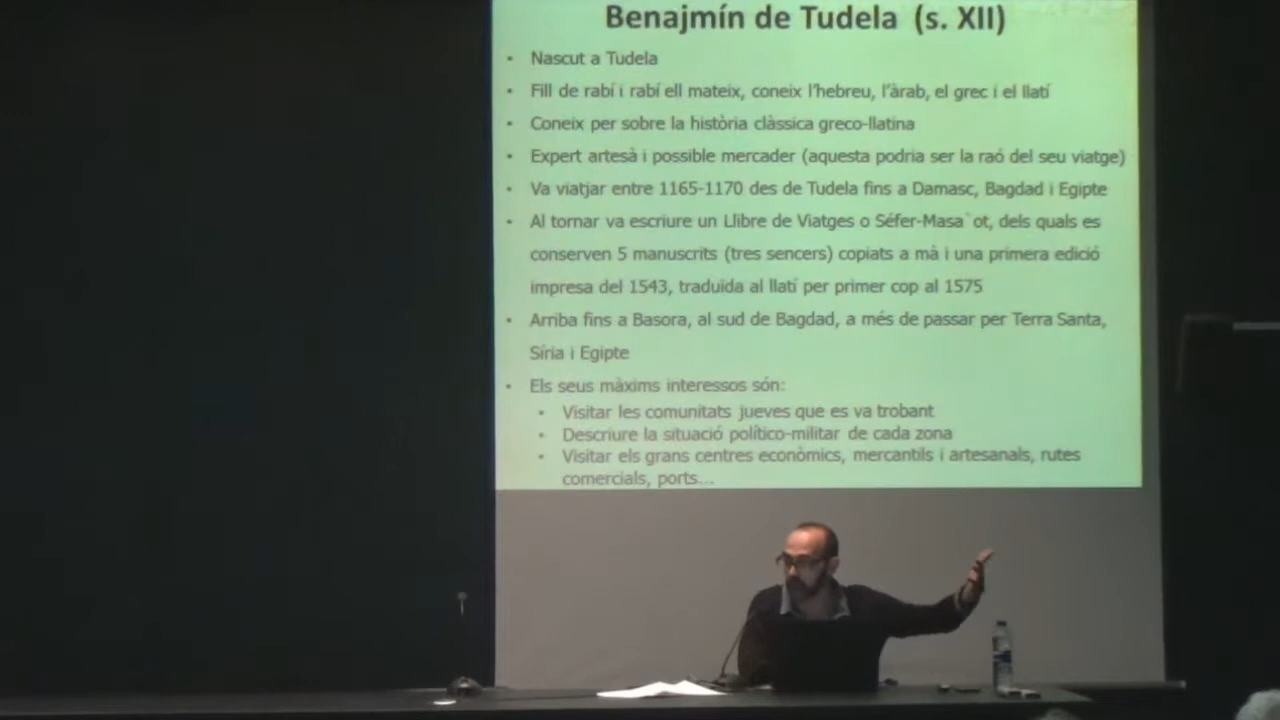 Benajmín de Tudela (s. XII)
• Nascut a Tudela
• Fill de rabí i rabí ell mateix, coneix l'hebreu, l'àrab, el grec i el llatí
• Coneix per sobre la història clàssica greco-llatina
• Expert artesà i possible mercader (aquesta podria ser la raó del seu viatge)
• Va viatjar entre 1165-1170 des de Tudela fins a Damasc, Bagdad i Egipte
• Al tornar va escriure un Llibre de Viatges o Séfer-Masa`ot, dels quals es
conserven 5 manuscrits (tres sencers) copiats a mà i una primera edició
impresa del 1543, traduïda al llatí per primer cop al 1575
• Arriba fins a Basora, al sud de Bagdad, a més de passar per Terra Santa,
Síria i Egipte
• Els seus màxims interessos són:
• Visitar les comunitats jueves que es va trobant
• Descriure la situació político-militar de cada zona
• Visitar els grans centres econòmics, mercantils i artesanals, rutes
comercials, ports...